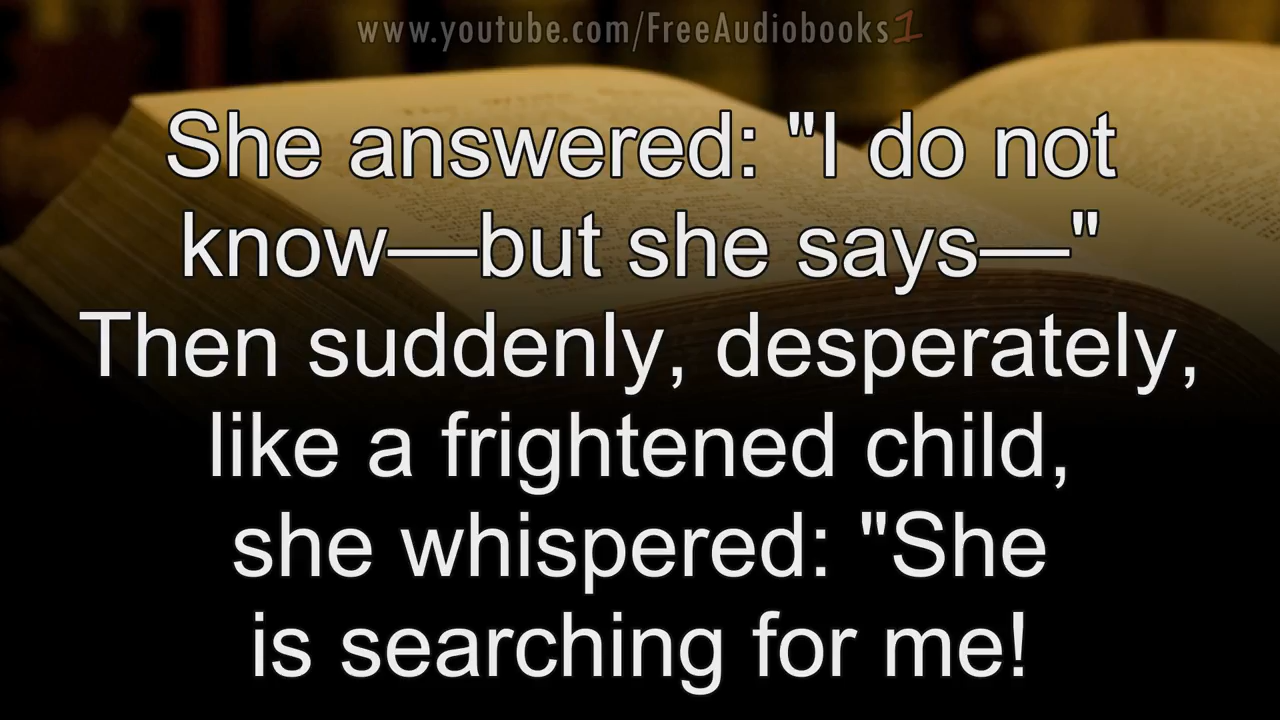 www.youtube.com/FreeAudiobooks1
She answered: "I do not
know—but she says—"
Then suddenly, desperately,
like a frightened child,
she whispered: "She
is searching for me!